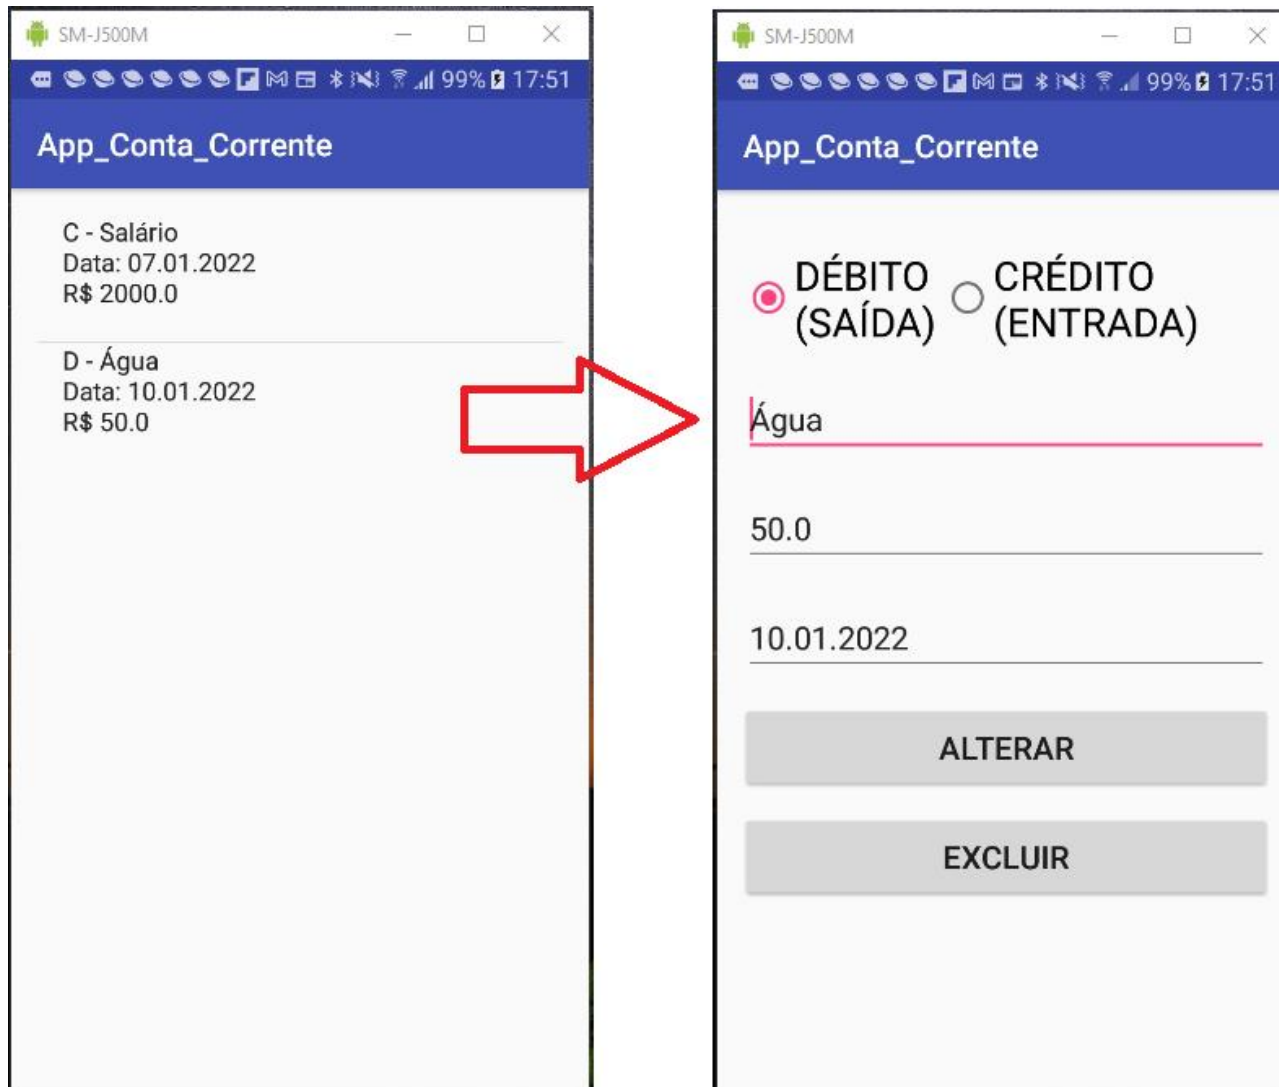 SM-J500M
99% 17:51
App_Conta_Corrente
C - Salário
Data: 07.01.2022
R$ 2000.0
D - Água
Data: 10.01.2022
R$ 50.0
SM-J500M
99% 17:51
App_Conta_Corrente
DÉBITO
(SAÍDA)
CRÉDITO
(ENTRADA)
Água
50.0
10.01.2022
ALTERAR
EXCLUIR